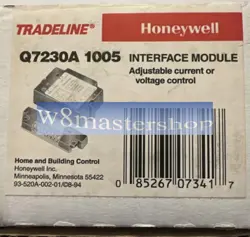 TRADELINE® Honeywell
Q7230A 1005 INTERFACE MODULE
Adjustable current or
voltage control
W8mastershop
Home and Building Control
Honeywell Inc.
Minneapolis, Minnesota 55422
93-520A-002-01/D8-94
0 85267 07341 7